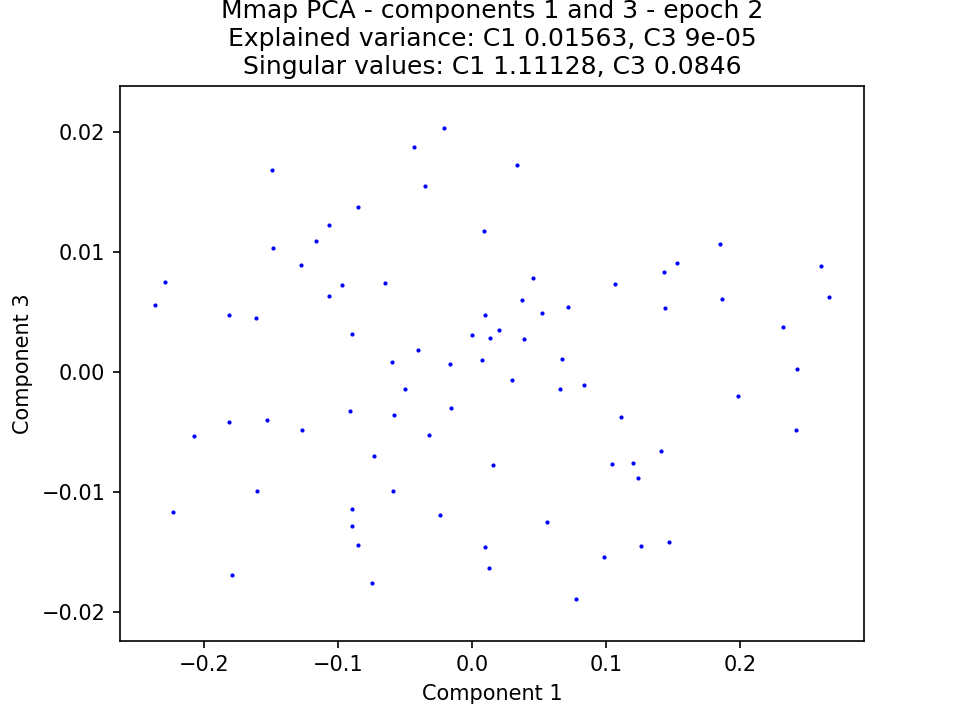 Mmap PCA - components 1 and 3 - epoch 2
Explained variance: C1 0.01563, C3 9e-05
Singular values: C1 1.11128, C3 0.0846
0.02
0.01
0.00
−0.01
−0.02
Component 3
−0.2
−0.1
0.0
0.1
0.2
Component 1